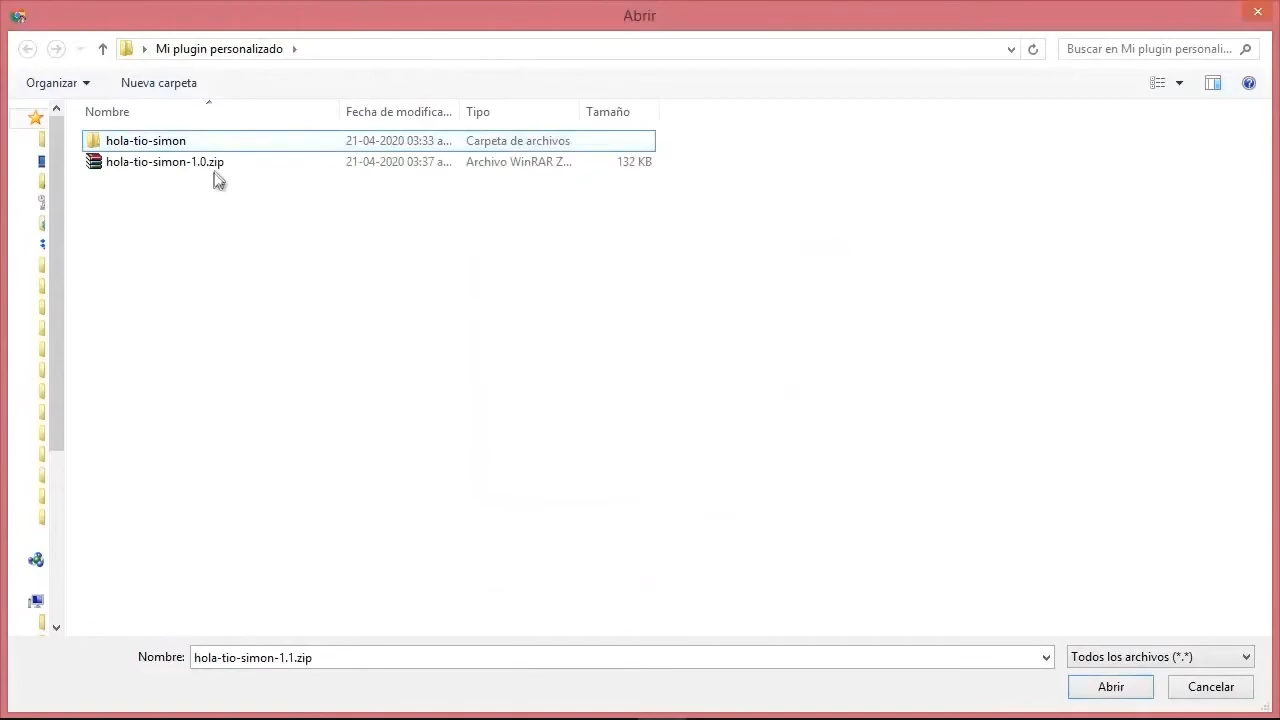 Abrir
Mi plugin personalizado
Buscar en Mi plugin personali...
Organizar
Nueva carpeta
Nombre Fecha de modifica... Tipo Tamaño
hola-tio-simon 21-04-2020 03:33 a... Carpeta de archivos
hola-tio-simon-1.0.zip 21-04-2020 03:37 a... Archivo WinRAR Z... 132 KB
Nombre: hola-tio-simon-1.1.zip Todos los archivos (*.*)
Abrir Cancelar